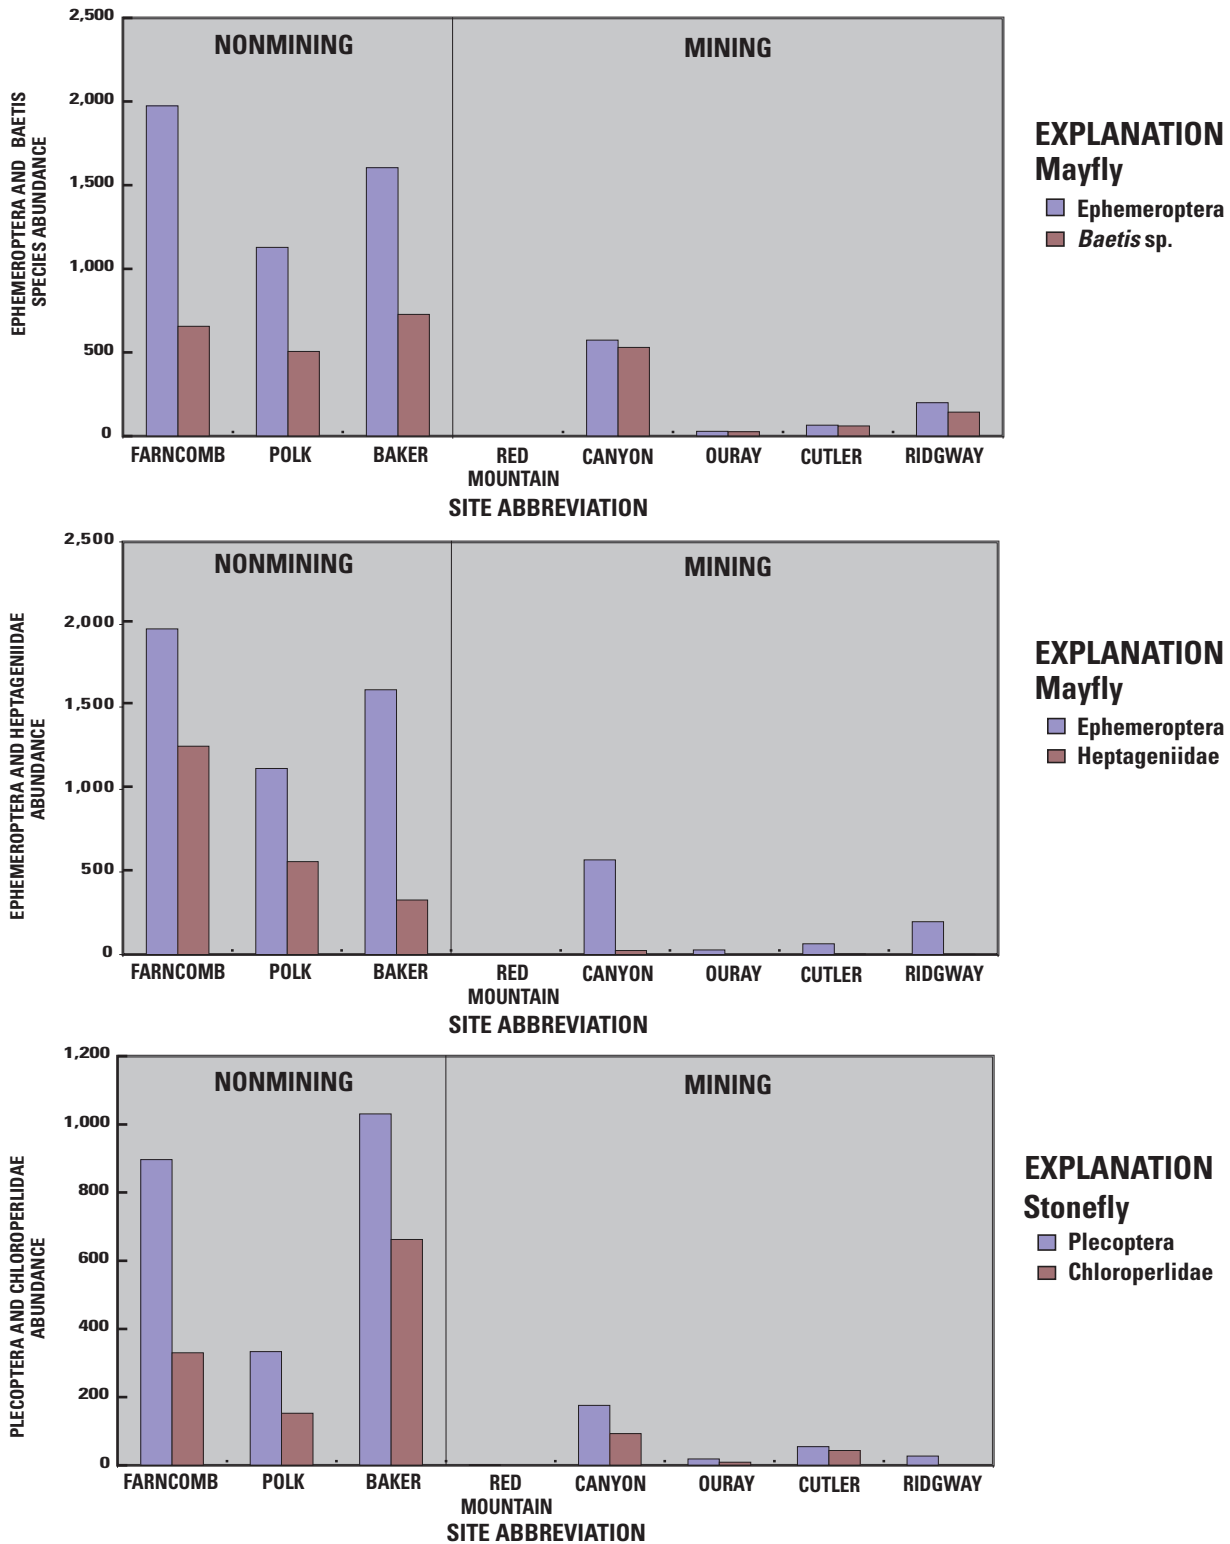 EPHEMEROPTERA AND BAETIS
SPECIES ABUNDANCE
2,500
2,000
1,500
1,000
500
0
NONMINING
MINING
FARNCOMB
POLK
BAKER
RED
MOUNTAIN
CANYON
OURAY
CUTLER
RIDGWAY
SITE ABBREVIATION
EXPLANATION
Mayfly
Ephemeroptera
Baetis sp.
EPHEMEROPTERA AND HEPTAGENIIDAE
ABUNDANCE
2,500
2,000
1,500
1,000
500
0
NONMINING
MINING
FARNCOMB
POLK
BAKER
RED
MOUNTAIN
CANYON
OURAY
CUTLER
RIDGWAY
SITE ABBREVIATION
EXPLANATION
Mayfly
Ephemeroptera
Heptageniidae
PLECOPTERA AND CHLOROPERLIDAE
ABUNDANCE
1,200
1,000
800
600
400
200
0
NONMINING
MINING
FARNCOMB
POLK
BAKER
RED
MOUNTAIN
CANYON
OURAY
CUTLER
RIDGWAY
SITE ABBREVIATION
EXPLANATION
Stonefly
Plecoptera
Chloroperlidae